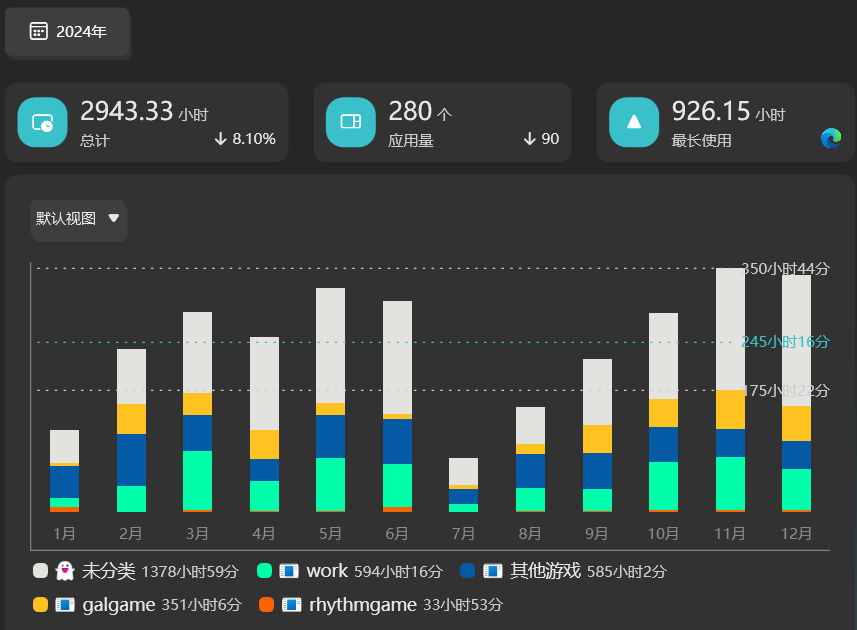 2024年
2943.33 小时
总计 ↓ 8.10%
280 个
应用量 ↓ 90
926.15 小时
最长使用
默认视图
350小时44分
245小时16分
175小时22分
1月 2月 3月 4月 5月 6月 7月 8月 9月 10月 11月 12月
未分类 1378小时59分 work 594小时16分 其他游戏 585小时2分
galgame 351小时6分 rhythmgame 33小时53分